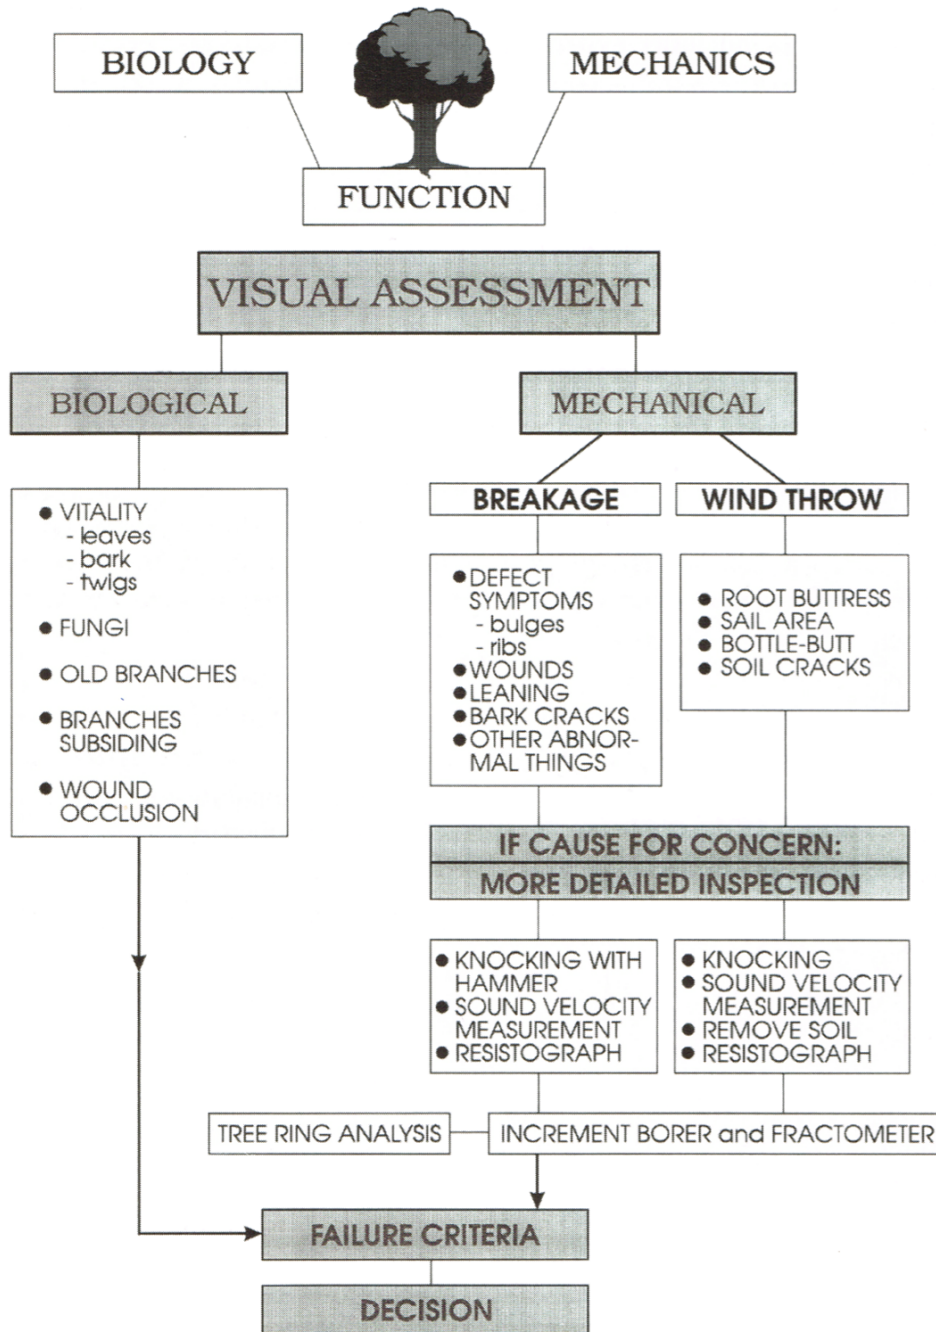 BIOLOGY
MECHANICS
FUNCTION
VISUAL ASSESSMENT
BIOLOGICAL
MECHANICAL
● VITALITY
- leaves
- bark
- twigs
● FUNGI
● OLD BRANCHES
● BRANCHES
SUBSIDING
● WOUND
OCCLUSION
BREAKAGE
● DEFECT
SYMPTOMS
- bulges
- ribs
● WOUNDS
● LEANING
● BARK CRACKS
● OTHER ABNOR-
MAL THINGS
WIND THROW
● ROOT BUTTRESS
● SAIL AREA
● BOTTLE-BUTT
● SOIL CRACKS
IF CAUSE FOR CONCERN:
MORE DETAILED INSPECTION
● KNOCKING WITH
HAMMER
● SOUND VELOCITY
MEASUREMENT
● RESISTOGRAPH
● KNOCKING
● SOUND VELOCITY
MEASUREMENT
● REMOVE SOIL
● RESISTOGRAPH
TREE RING ANALYSIS
INCREMENT BORER and FRACTOMETER
FAILURE CRITERIA
DECISION